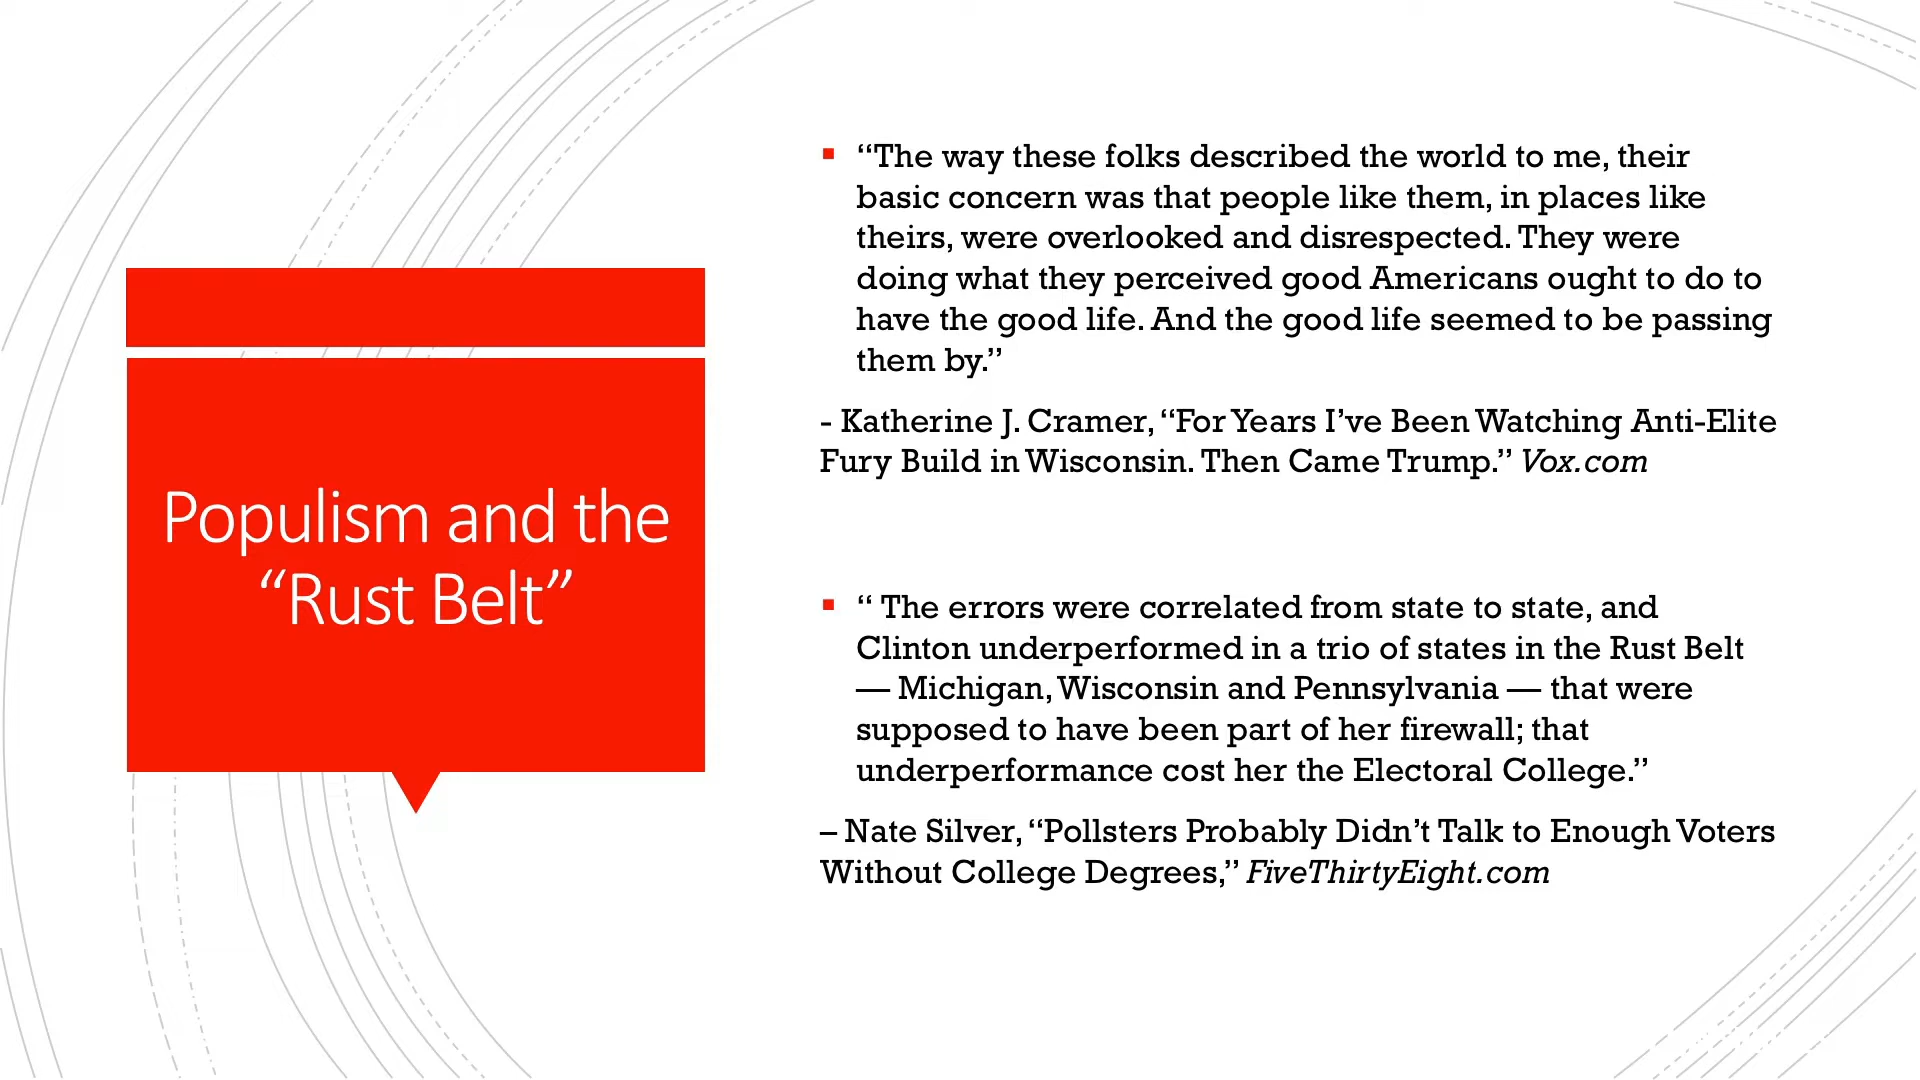 Populism and the
“Rust Belt”
“The way these folks described the world to me, their
basic concern was that people like them, in places like
theirs, were overlooked and disrespected. They were
doing what they perceived good Americans ought to do to
have the good life. And the good life seemed to be passing
them by.”
- Katherine J. Cramer, “For Years I’ve Been Watching Anti-Elite
Fury Build in Wisconsin. Then Came Trump.” Vox.com
“ The errors were correlated from state to state, and
Clinton underperformed in a trio of states in the Rust Belt
— Michigan, Wisconsin and Pennsylvania — that were
supposed to have been part of her firewall; that
underperformance cost her the Electoral College.”
– Nate Silver, “Pollsters Probably Didn’t Talk to Enough Voters
Without College Degrees,” FiveThirtyEight.com